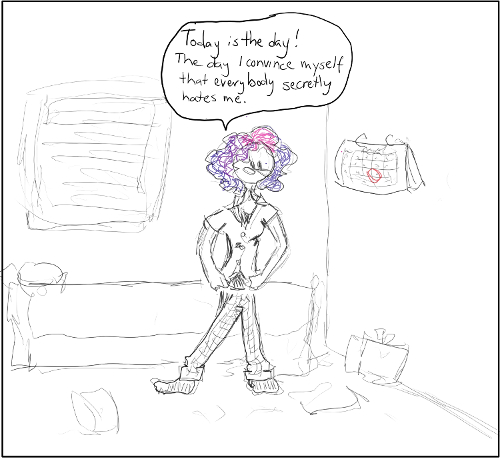 Today is the day!
The day I convince myself
that everybody secretly
hates me.